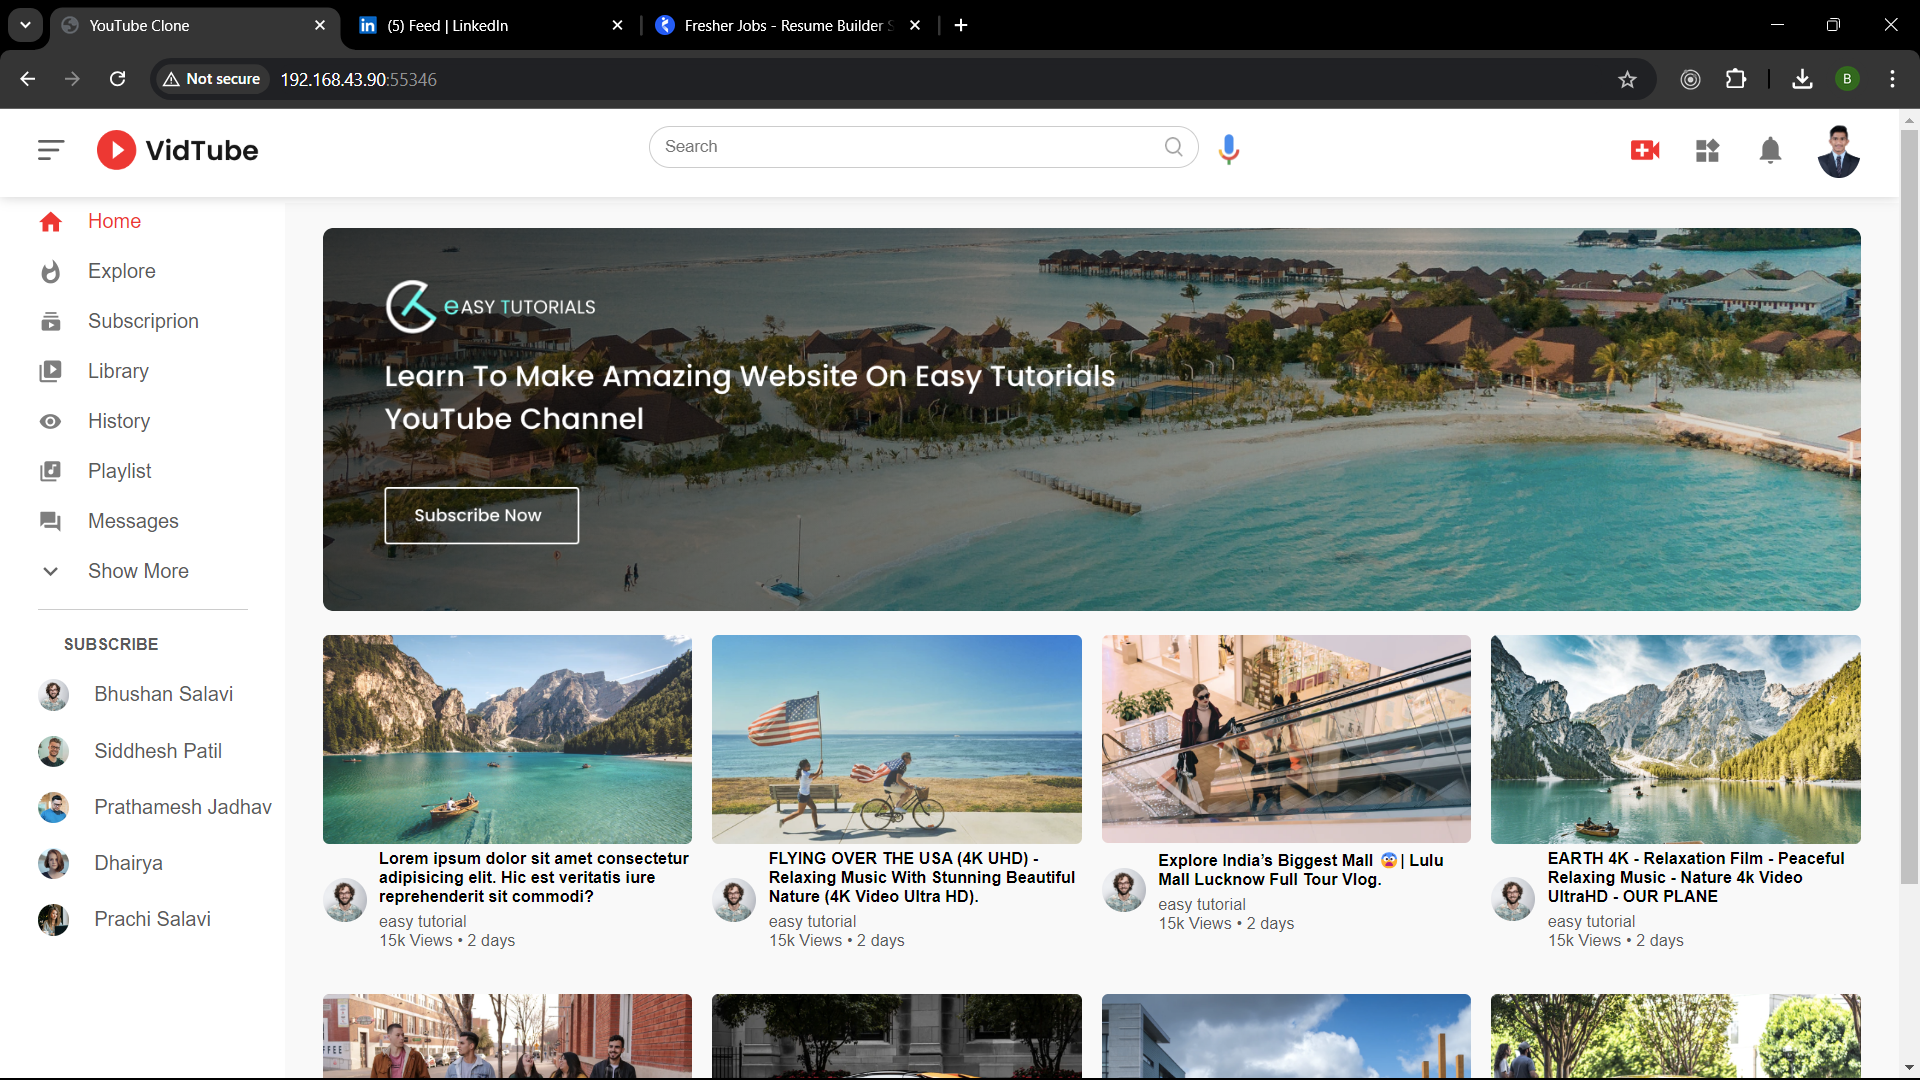 YouTube Clone
(5) Feed | LinkedIn
Fresher Jobs - Resume Builder
Not secure
192.168.43.90:55346
B
VidTube
Search
Home
Explore
Subscriprion
Library
History
Playlist
Messages
Show More
SUBSCRIBE
Bhushan Salavi
Siddhesh Patil
Prathamesh Jadhav
Dhairya
Prachi Salavi
eASY TUTORIALS
Learn To Make Amazing Website On Easy Tutorials
YouTube Channel
Subscribe Now
Lorem ipsum dolor sit amet consectetur
adipisicing elit. Hic est veritatis iure
reprehenderit sit commodi?
easy tutorial
15k Views • 2 days
FLYING OVER THE USA (4K UHD) -
Relaxing Music With Stunning Beautiful
Nature (4K Video Ultra HD).
easy tutorial
15k Views • 2 days
Explore India’s Biggest Mall 😨| Lulu
Mall Lucknow Full Tour Vlog.
easy tutorial
15k Views • 2 days
EARTH 4K - Relaxation Film - Peaceful
Relaxing Music - Nature 4k Video
UltraHD - OUR PLANE
easy tutorial
15k Views • 2 days